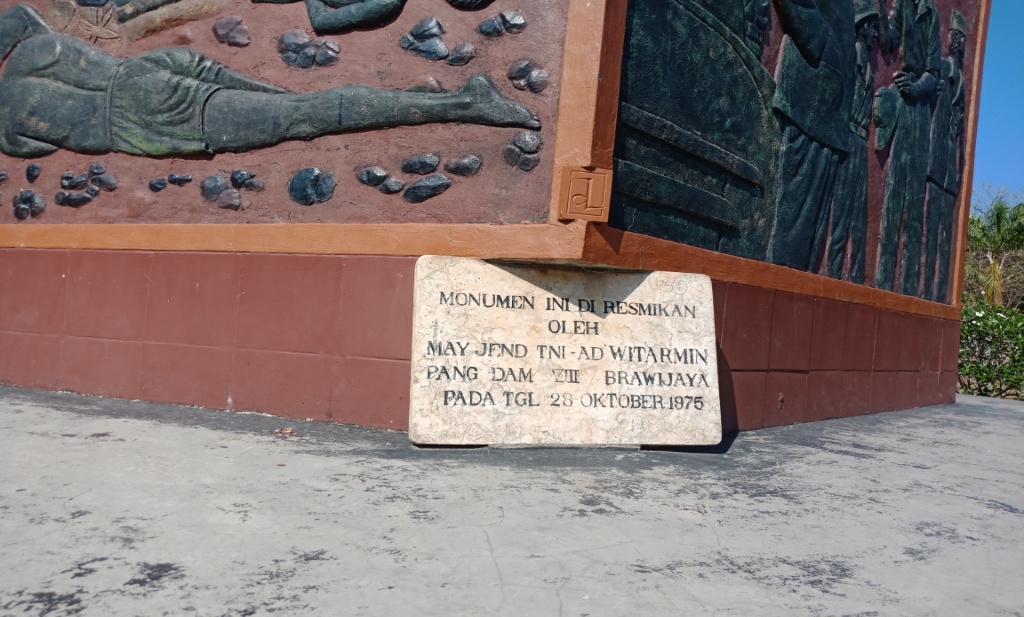 MONUMEN INI DI RESMIKAN
OLEH
MAY JEND TNI-AD WITARMIN
PANG DAM VIII / BRAWIJAYA
PADA TGL 28 OKTOBER 1975